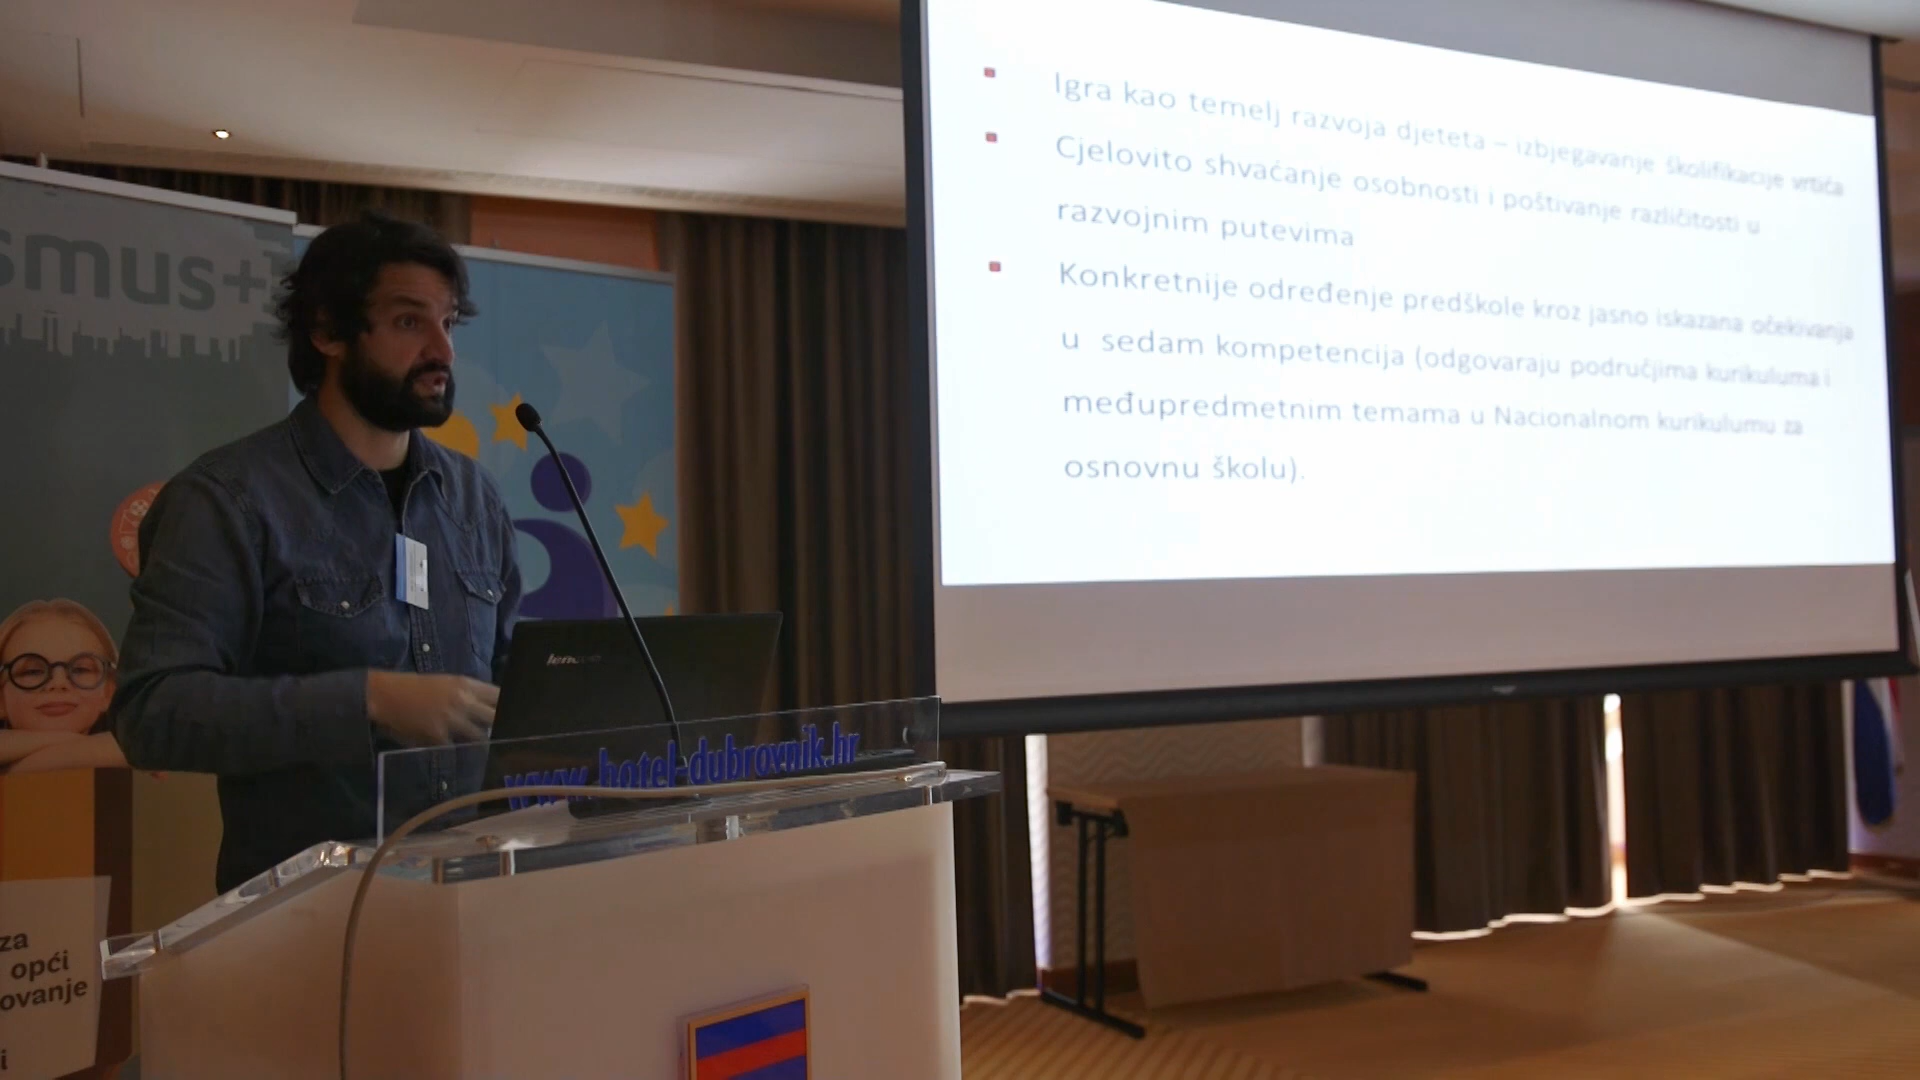 smus+
za
opći
ovanje
i
lenovo
www.hotel-dubrovnik.hr
Igra kao temelj razvoja djeteta – izbjegavanje školifikacije vrtića
Cjelovito shvaćanje osobnosti i poštivanje različitosti u
razvojnim putevima
Konkretnije određenje predškole kroz jasno iskazana očekivanja
u sedam kompetencija (odgovaraju područjima kurikuluma i
međupredmetnim temama u Nacionalnom kurikulumu za
osnovnu školu).